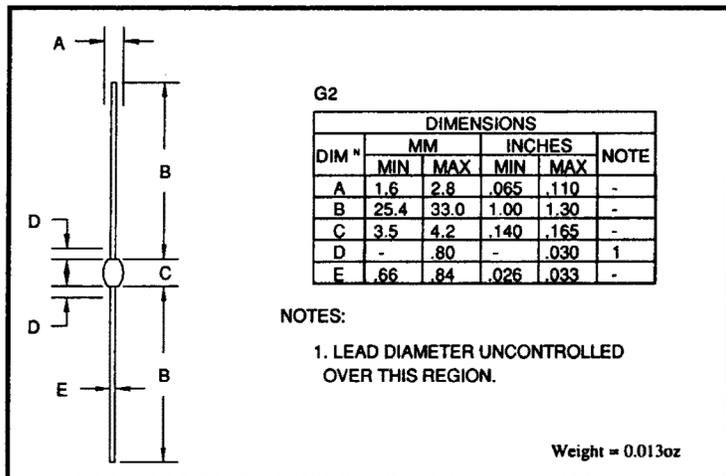 A
B
D
C
D
E
B
G2
DIMENSIONS
DIM N MM INCHES NOTE
MIN MAX MIN MAX
A 1.6 2.8 .065 .110 -
B 25.4 33.0 1.00 1.30 -
C 3.5 4.2 .140 .165 -
D - .80 - .030 1
E .66 .84 .026 .033 -
NOTES:
1. LEAD DIAMETER UNCONTROLLED
OVER THIS REGION.
Weight = 0.013oz